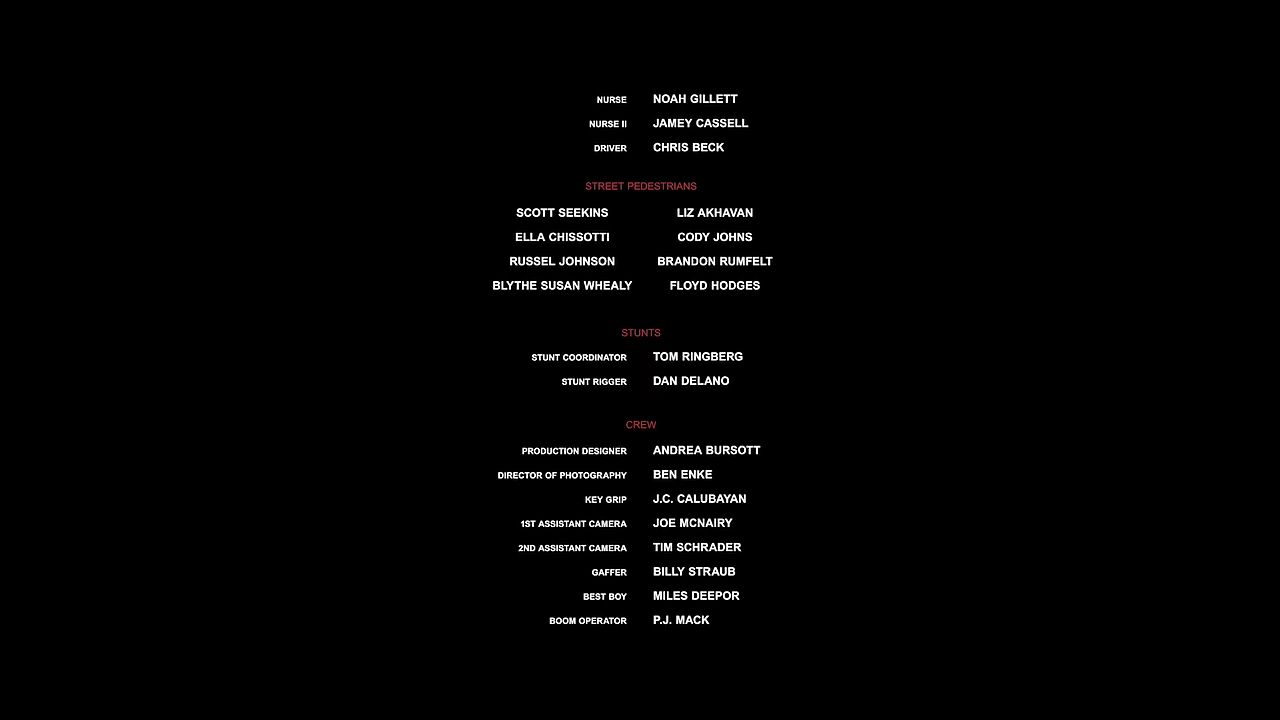 NURSE NOAH GILLETT
NURSE II JAMEY CASSELL
DRIVER CHRIS BECK
STREET PEDESTRIANS
SCOTT SEEKINS LIZ AKHAVAN
ELLA CHISSOTTI CODY JOHNS
RUSSEL JOHNSON BRANDON RUMFELT
BLYTHE SUSAN WHEALY FLOYD HODGES
STUNTS
STUNT COORDINATOR TOM RINGBERG
STUNT RIGGER DAN DELANO
CREW
PRODUCTION DESIGNER ANDREA BURSOTT
DIRECTOR OF PHOTOGRAPHY BEN ENKE
KEY GRIP J.C. CALUBAYAN
1ST ASSISTANT CAMERA JOE MCNAIRY
2ND ASSISTANT CAMERA TIM SCHRADER
GAFFER BILLY STRAUB
BEST BOY MILES DEEPOR
BOOM OPERATOR P.J. MACK